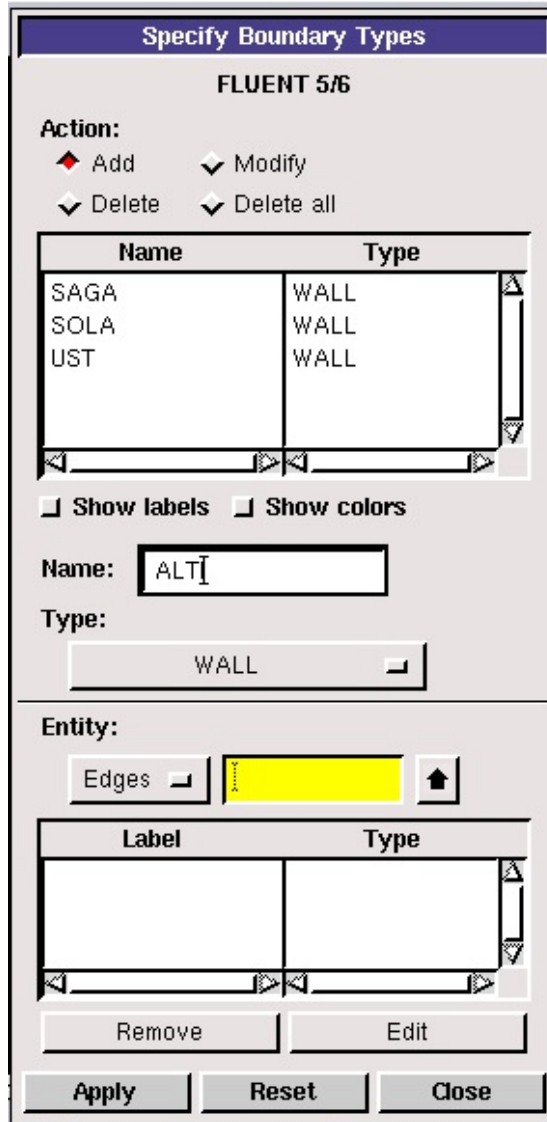 Specify Boundary Types
FLUENT 5/6
Action:
Add Modify
Delete Delete all
Name Type
SAGA WALL
SOLA WALL
UST WALL
Show labels Show colors
Name: ALT
Type:
WALL
Entity:
Edges
Label Type
Remove Edit
Apply Reset Close